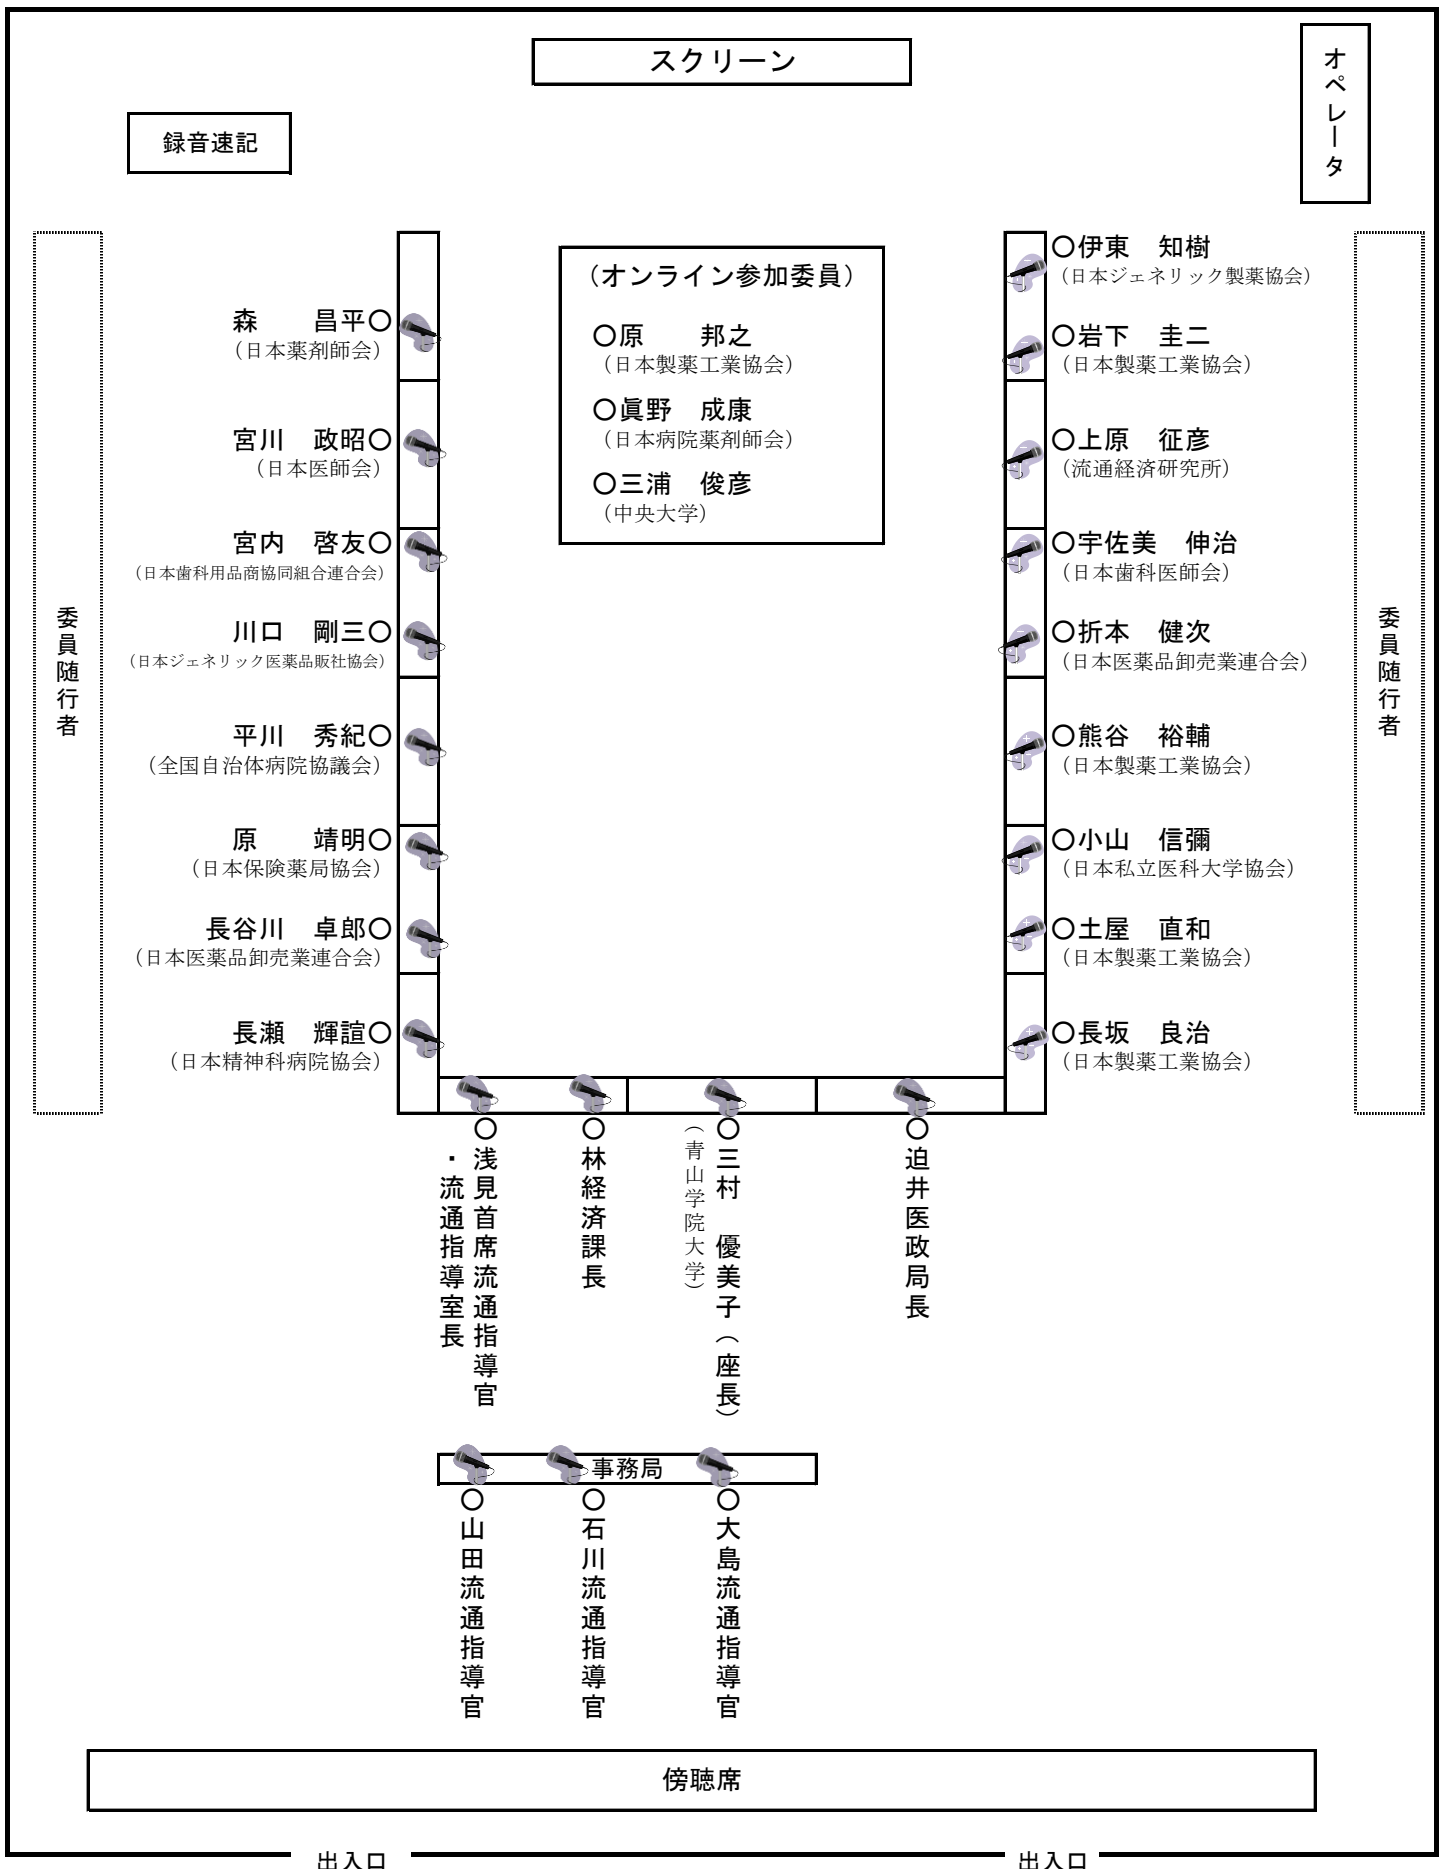 スクリーン
オペレータ
録音速記
委員随行者
森　　昌平○
（日本薬剤師会）
宮川　政昭○
（日本医師会）
宮内　啓友○
（日本歯科用品商協同組合連合会）
川口　剛三○
（日本ジェネリック医薬品販社協会）
平川　秀紀○
（全国自治体病院協議会）
原　　靖明○
（日本保険薬局協会）
長谷川　卓郎○
（日本医薬品卸売業連合会）
長瀬　輝諠○
（日本精神科病院協会）
（オンライン参加委員）
○原　　邦之
（日本製薬工業協会）
○眞野　成康
（日本病院薬剤師会）
○三浦　俊彦
（中央大学）
○伊東　知樹
（日本ジェネリック製薬協会）
○岩下　圭二
（日本製薬工業協会）
○上原　征彦
（流通経済研究所）
○宇佐美　伸治
（日本歯科医師会）
○折本　健次
（日本医薬品卸売業連合会）
○熊谷　裕輔
（日本製薬工業協会）
○小山　信彌
（日本私立医科大学協会）
○土屋　直和
（日本製薬工業協会）
○長坂　良治
（日本製薬工業協会）
委員随行者
○浅見首席流通指導官
・流通指導室長
○林経済課長
○三村　優美子（座長）
（青山学院大学）
○迫井医政局長
事務局
○山田流通指導官
○石川流通指導官
○大島流通指導官
傍聴席
出入口
出入口